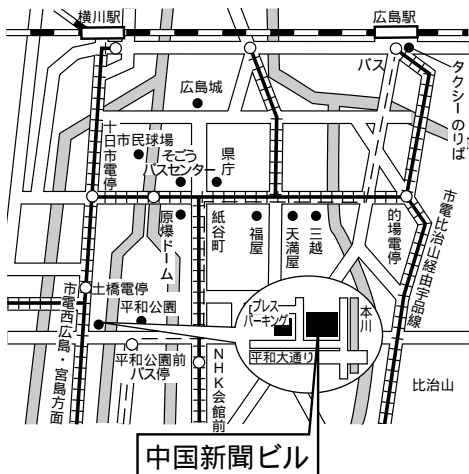 横川駅
広島駅
バス
タクシーのりば
広島城
十日市電停
市民球場
そごう
バスセンター
県庁
原爆ドーム
紙谷町
福屋
天満屋
三越
的場電停
市電比治山経由宇品線
土橋電停
平和公園
市電西広島・宮島方面
平和公園前
バス停
NHK会館前
プレス
パーキング
本川
平和大通り
比治山
中国新聞ビル